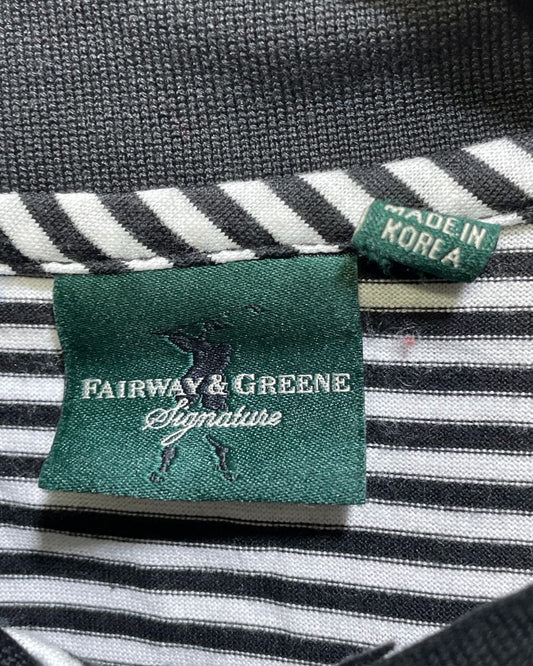 MADE IN
KOREA
FAIRWAY & GREENE
Signature